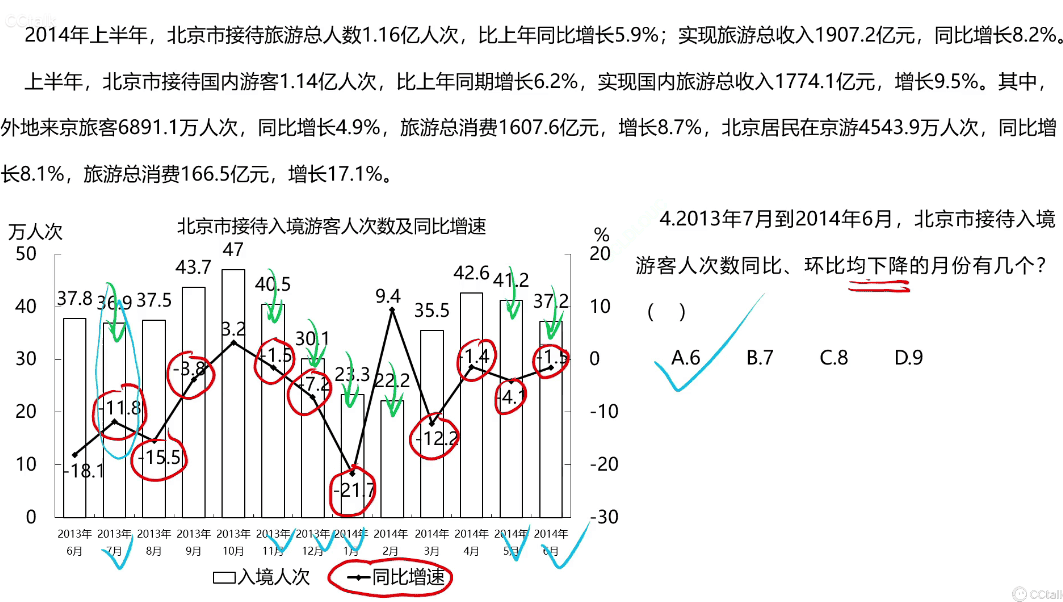 CCtalk
2014年上半年，北京市接待旅游总人数1.16亿人次，比上年同比增长5.9%；实现旅游总收入1907.2亿元，同比增长8.2%。
上半年，北京市接待国内游客1.14亿人次，比上年同期增长6.2%，实现国内旅游总收入1774.1亿元，增长9.5%。其中，
外地来京旅客6891.1万人次，同比增长4.9%，旅游总消费1607.6亿元，增长8.7%，北京居民在京游4543.9万人次，同比增
长8.1%，旅游总消费166.5亿元，增长17.1%。
北京市接待入境游客人次数及同比增速
万人次
%
50
40
30
20
10
0
20
10
0
-10
-20
-30
37.8 36.9 37.5 43.7 47 40.5 30.1 23.3 22.2 35.5 42.6 41.2 37.2
-18.1 -11.8 -15.5 -3.8 3.2 -1.5 -7.2 -21.7 9.4 -12.2 -1.4 -4.1 -1.5
2013年 2013年 2013年 2013年 2013年 2013年 2013年 2014年 2014年 2014年 2014年 2014年 2014年
6月 7月 8月 9月 10月 11月 12月 1月 2月 3月 4月 5月 6月
入境人次 同比增速
4.2013年7月到2014年6月，北京市接待入境
游客人次数同比、环比均下降的月份有几个？
（ ）
A.6 B.7 C.8 D.9
CCtalk